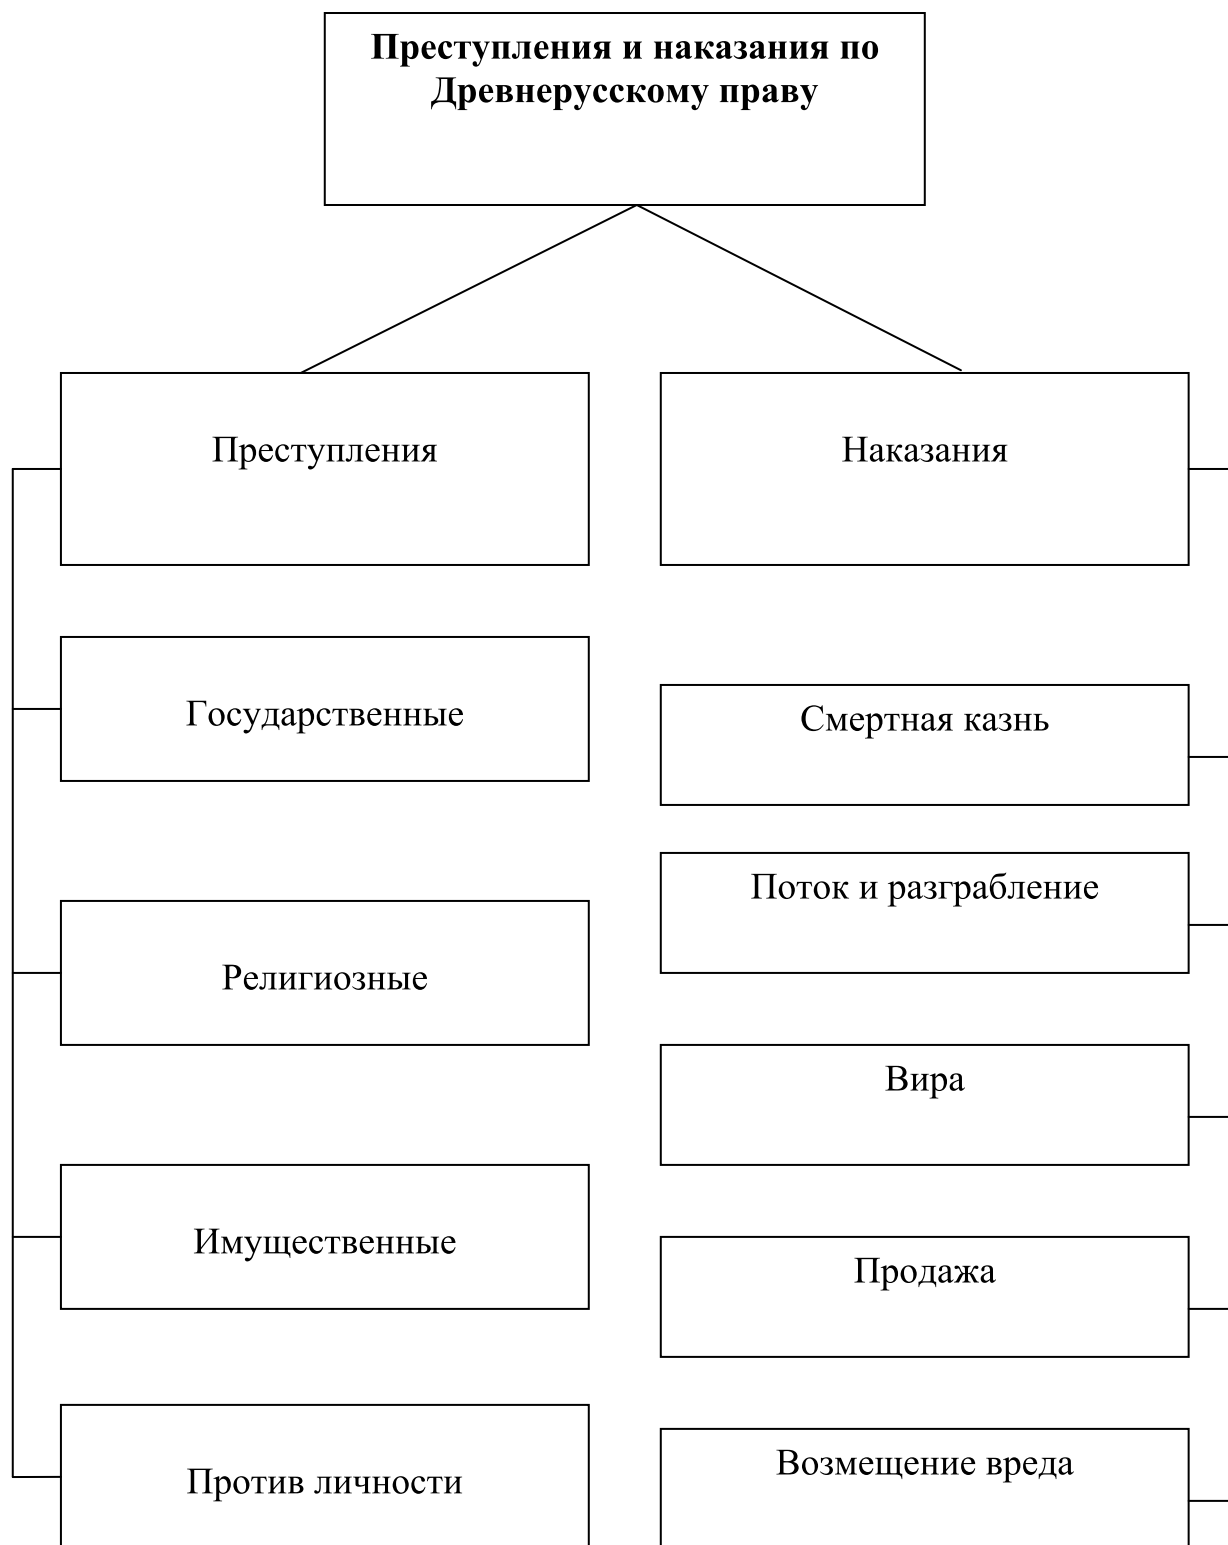 Преступления и наказания по
Древнерусскому праву
Преступления
Государственные
Религиозные
Имущественные
Против личности
Наказания
Смертная казнь
Поток и разграбление
Вира
Продажа
Возмещение вреда